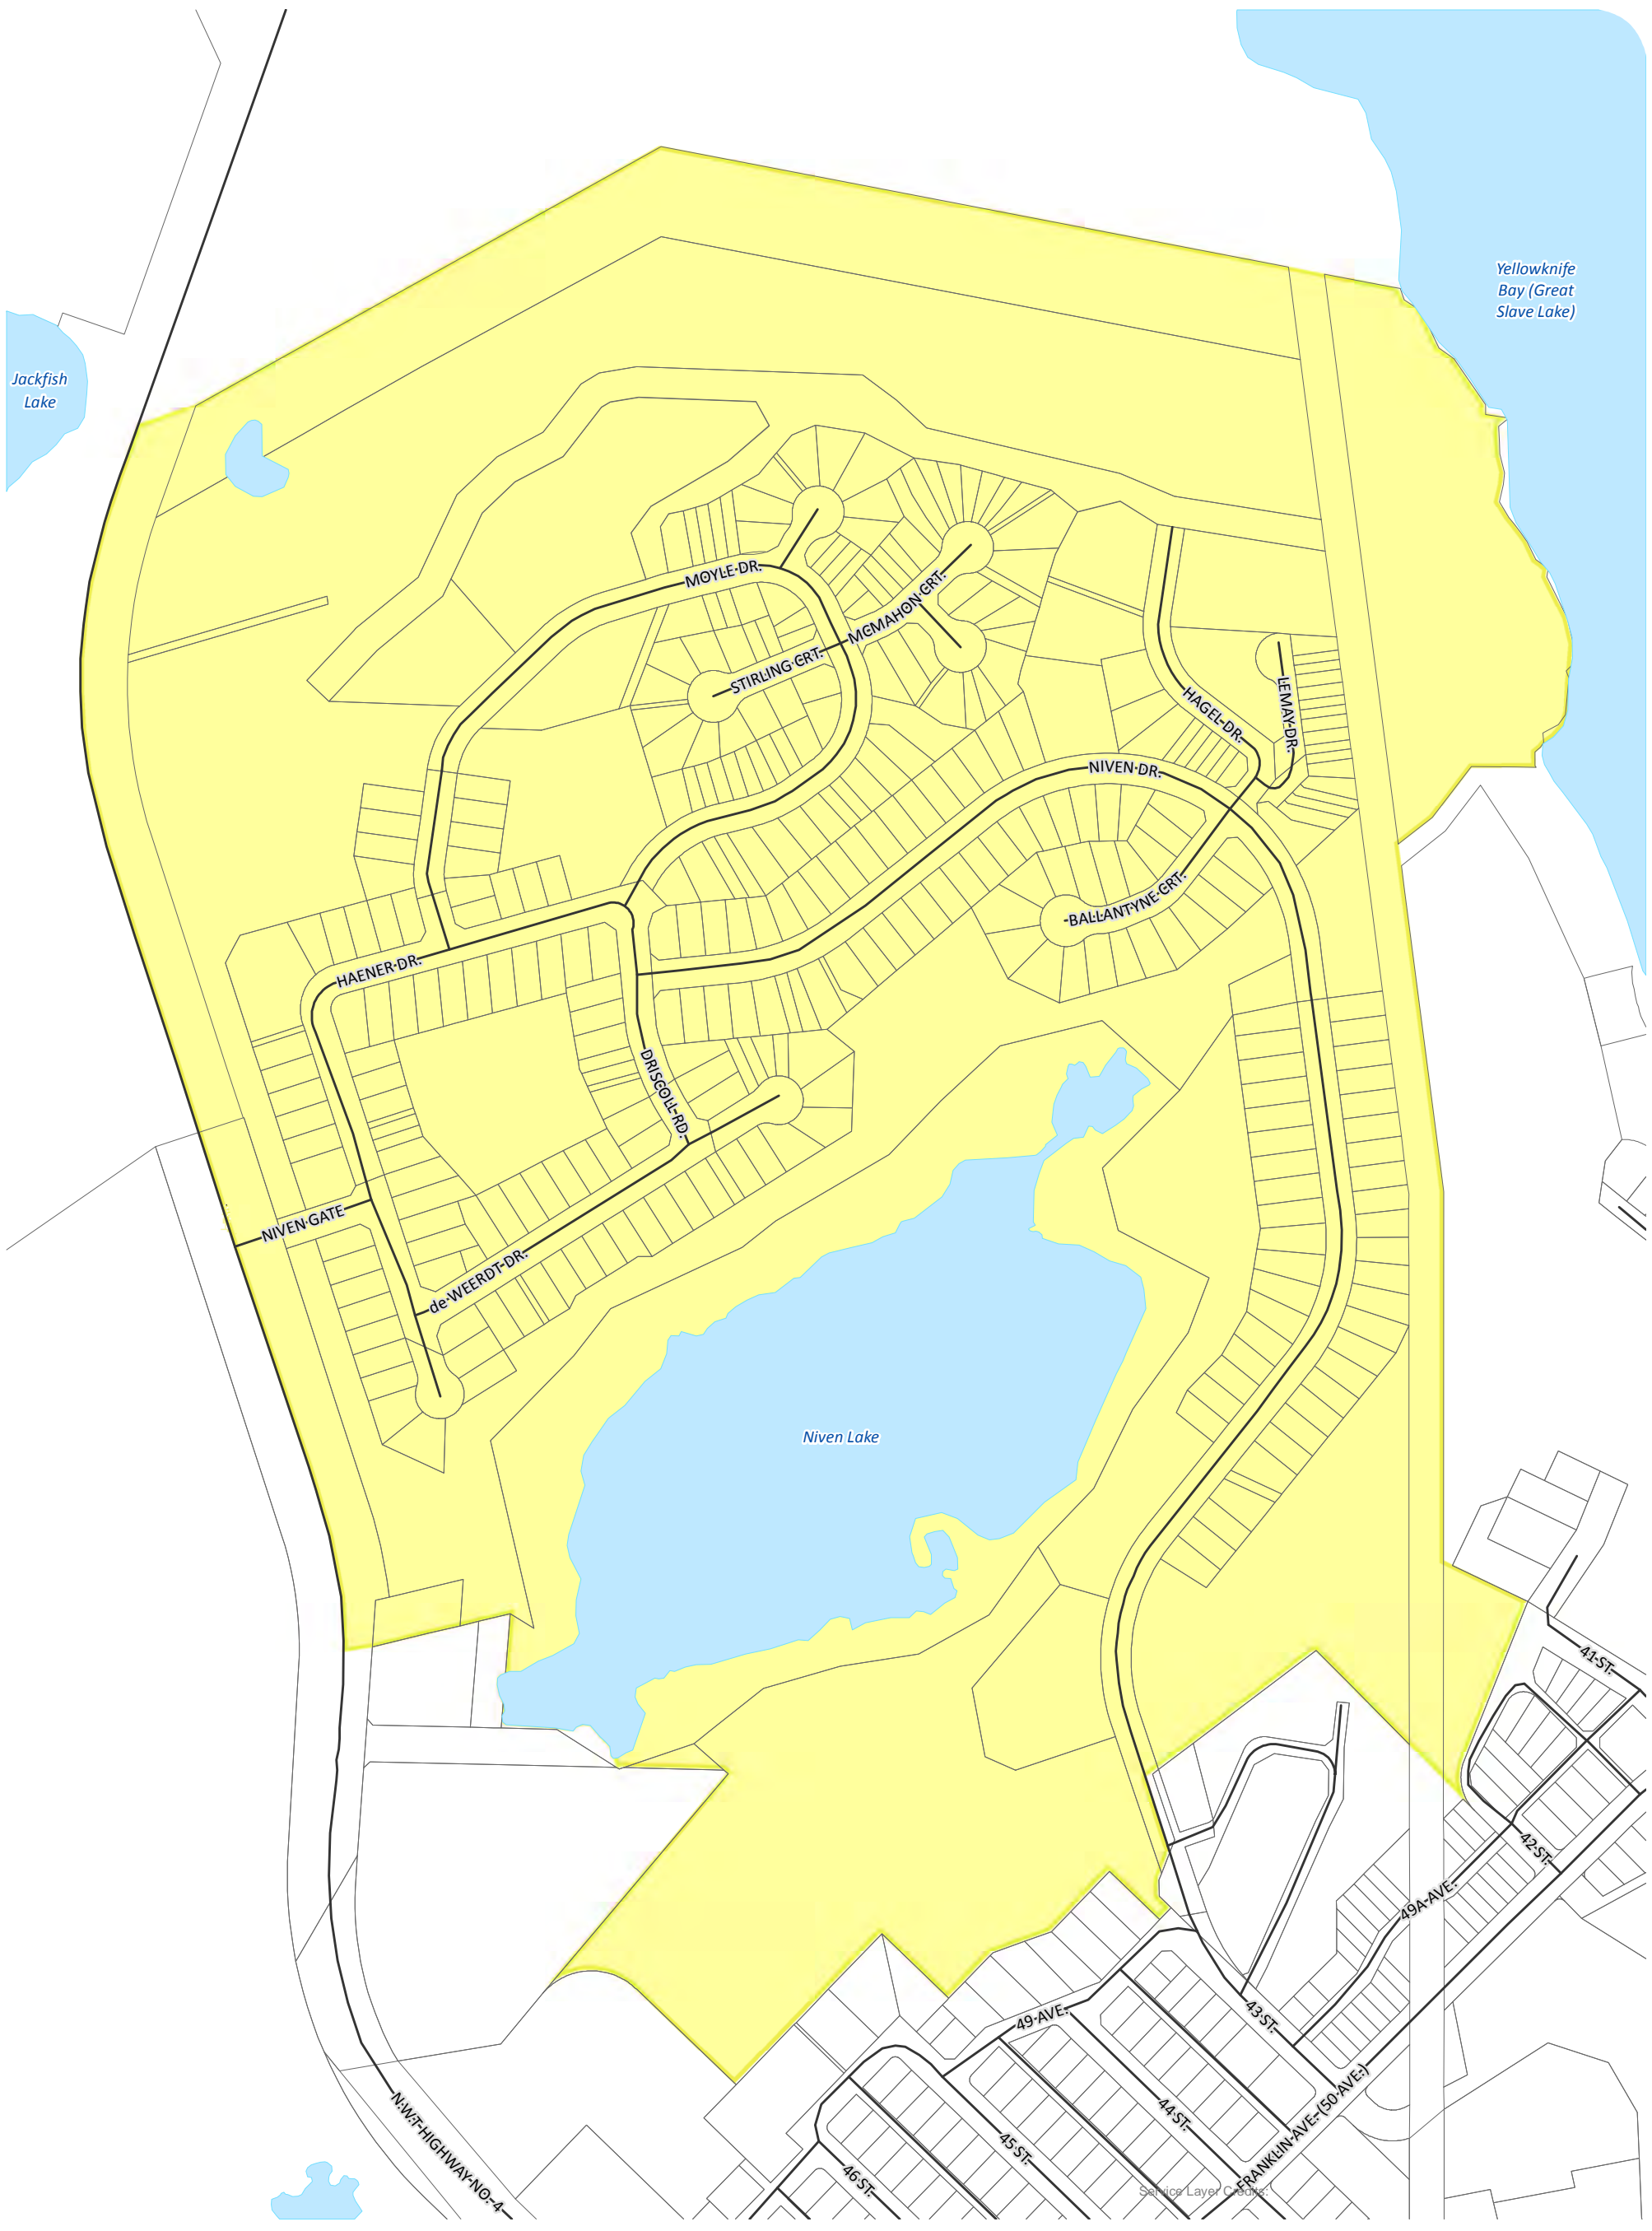 Yellowknife
Bay (Great
Slave Lake)
Jackfish
Lake
MOYLE DR.
MCMAHON CRT.
STIRLING CRT.
HAGEL DR.
LEMAY DR.
NIVEN DR.
BALLANTYNE CRT.
HAENER DR.
DRISCOLL RD.
NIVEN GATE
de WEERDT DR.
Niven Lake
41 ST.
42 ST.
49A AVE.
43 ST.
49 AVE.
44 ST.
FRANKLIN AVE. (50 AVE.)
45 ST.
46 ST.
N.W.T HIGHWAY NO. 4
Service Layer Credits: